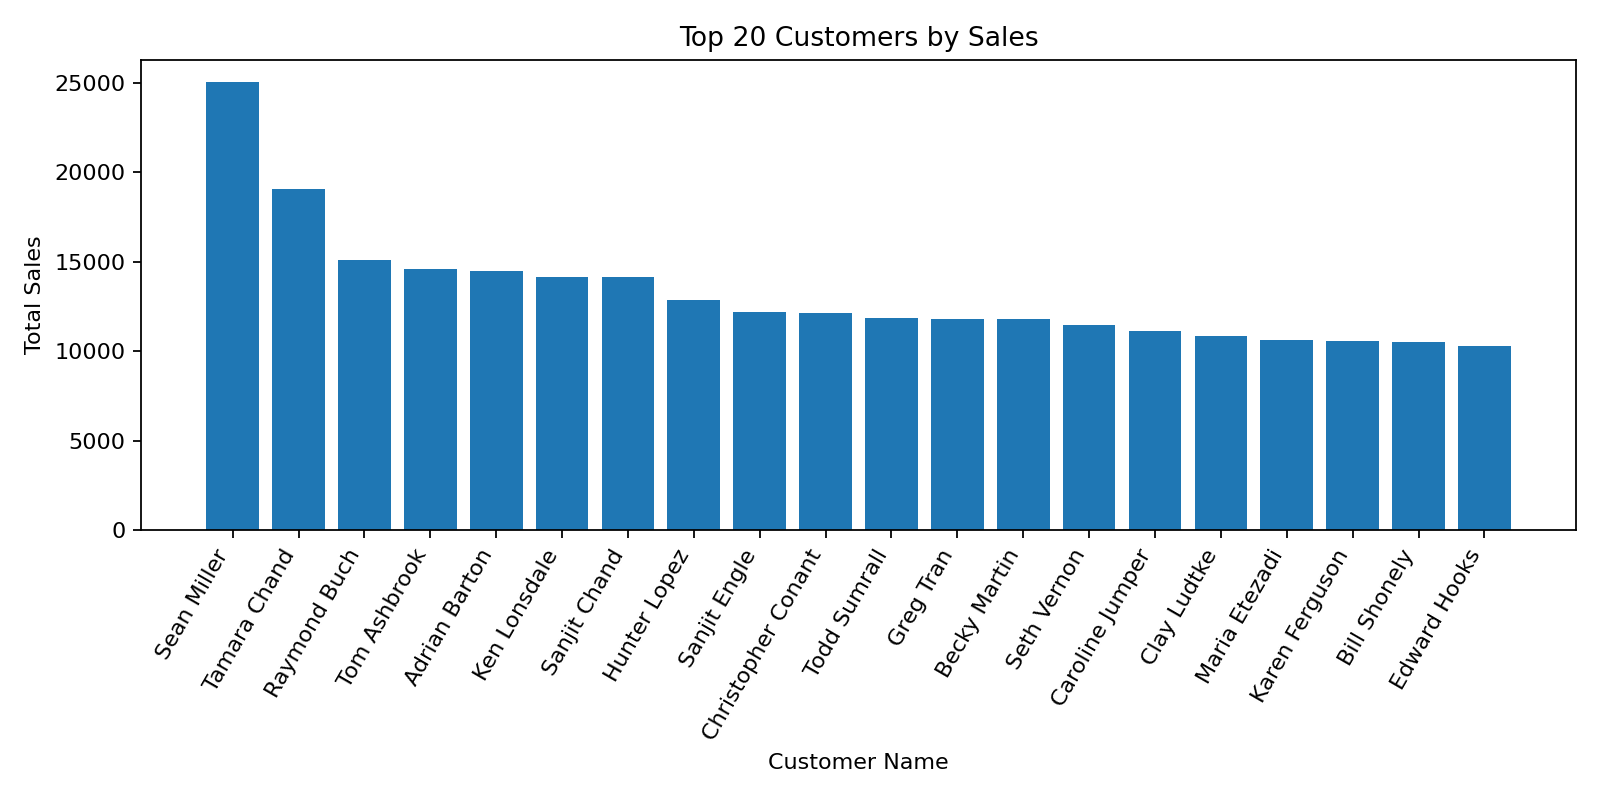 Top 20 Customers by Sales
Total Sales
25000
20000
15000
10000
5000
0
Sean Miller
Tamara Chand
Raymond Buch
Tom Ashbrook
Adrian Barton
Ken Lonsdale
Sanjit Chand
Hunter Lopez
Sanjit Engle
Christopher Conant
Todd Sumrall
Greg Tran
Becky Martin
Seth Vernon
Caroline Jumper
Clay Ludtke
Maria Etezadi
Karen Ferguson
Bill Shonely
Edward Hooks
Customer Name